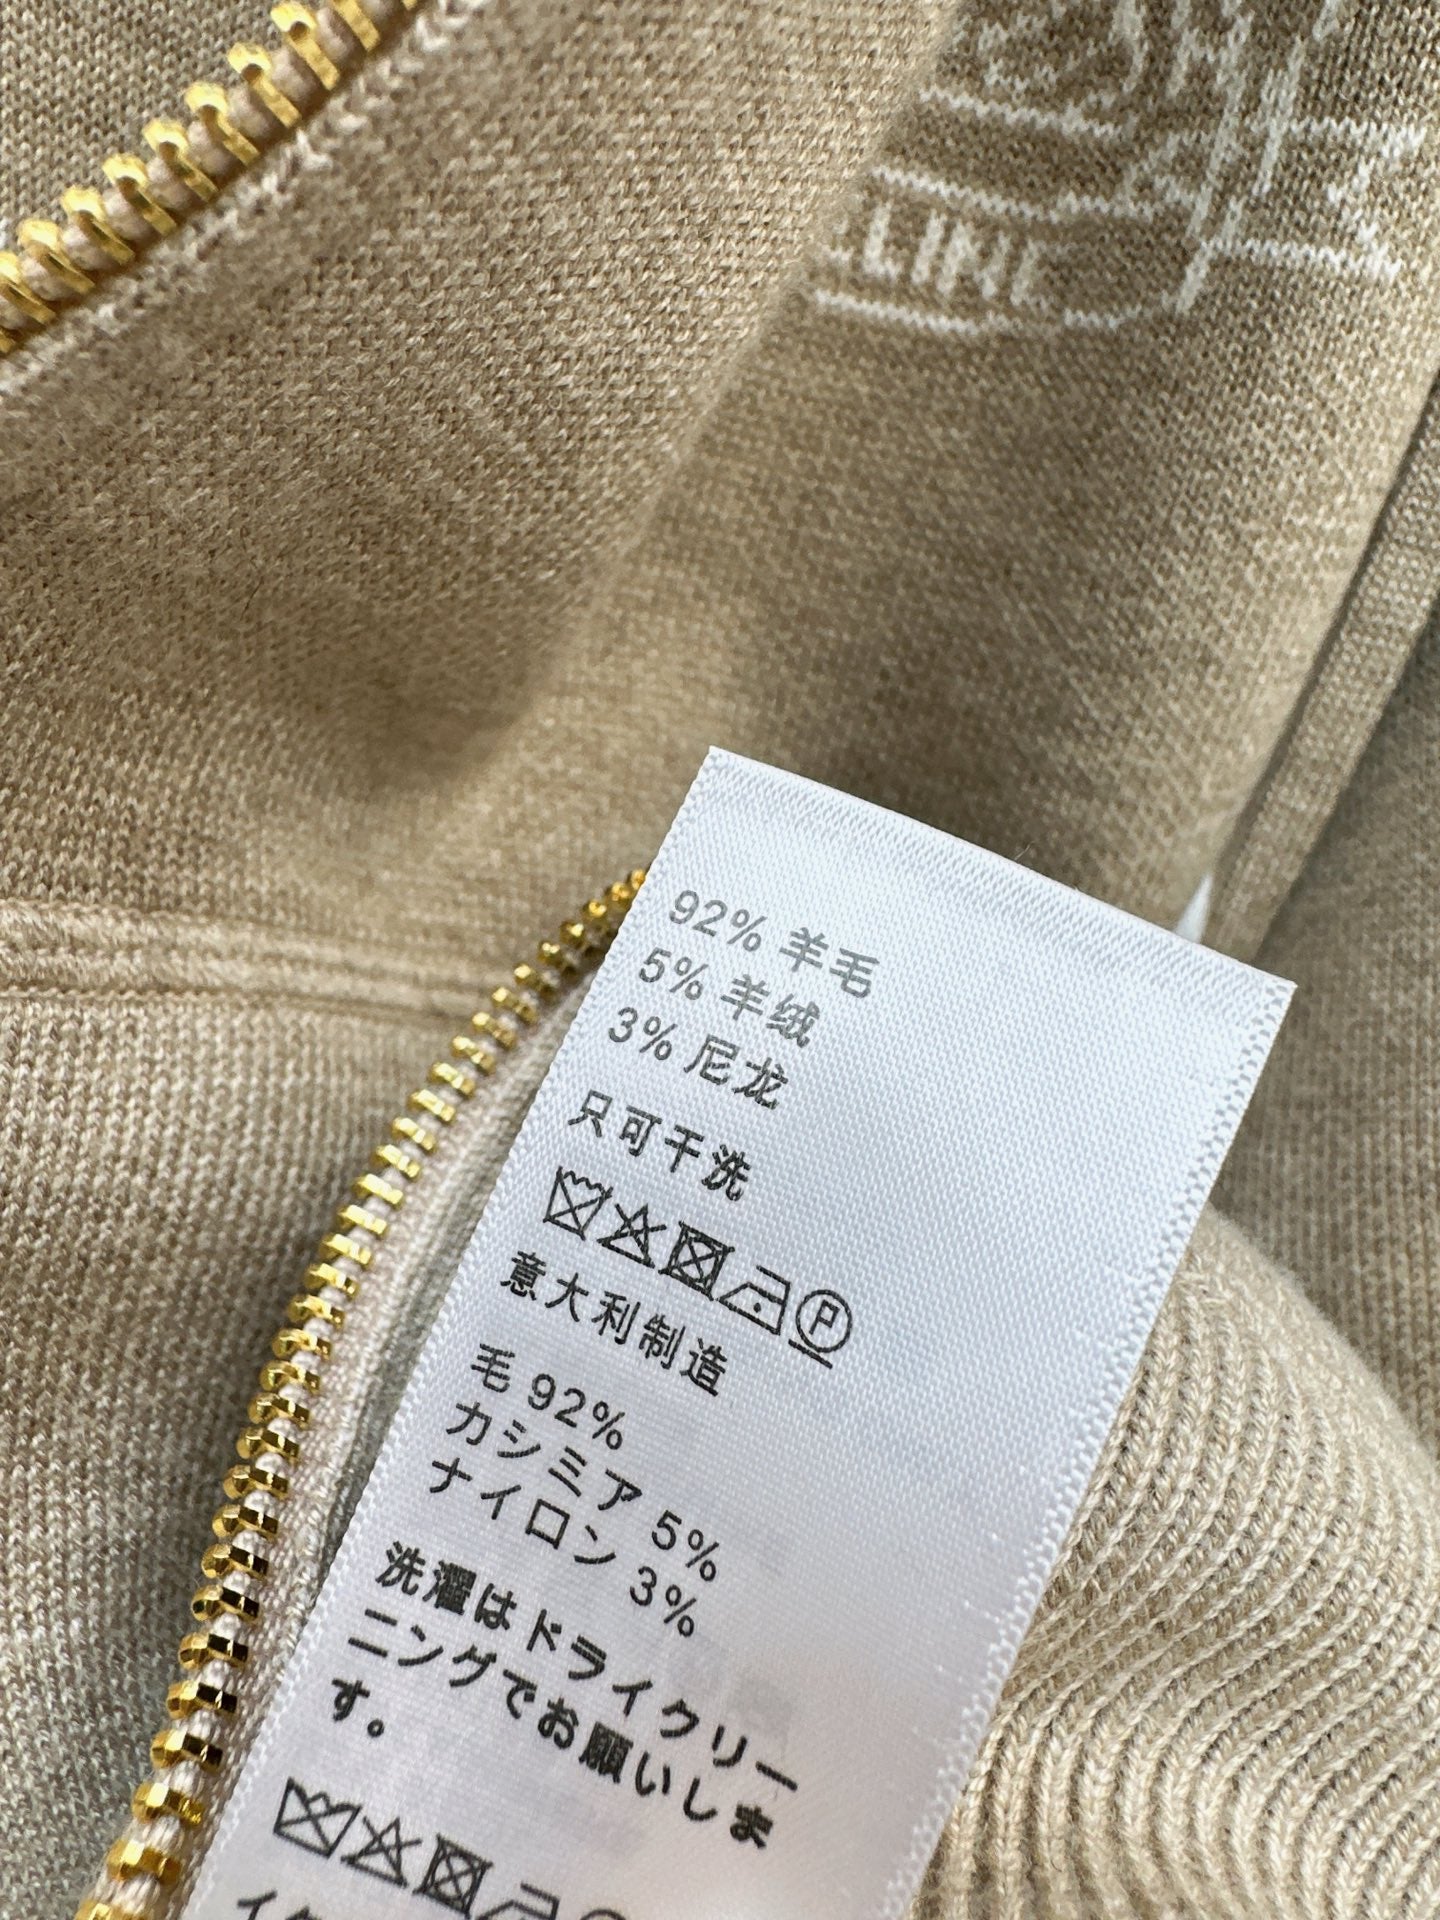 LINE
92% 羊毛
5% 羊绒
3% 尼龙
只可干洗
P
意大利制造
毛 92%
カシミア 5%
ナイロン 3%
洗濯はドライクリー
ニングでお願いしま
す。